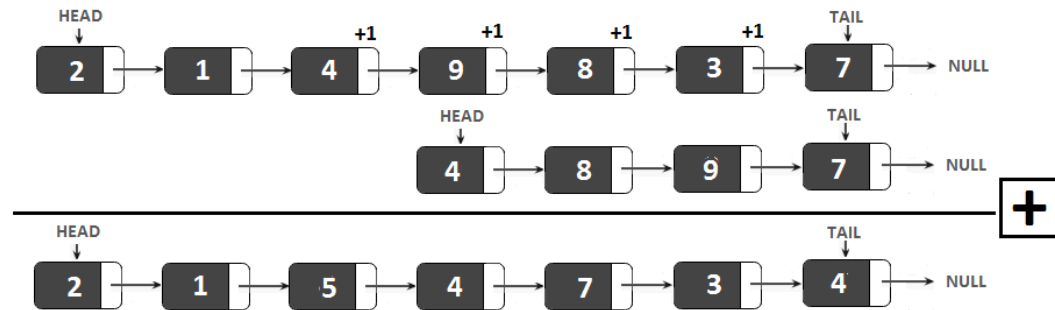 HEAD TAIL
+1 +1 +1 +1
2 1 4 9 8 3 7 NULL
HEAD TAIL
4 8 9 7 NULL
+
HEAD TAIL
2 1 5 4 7 3 4 NULL